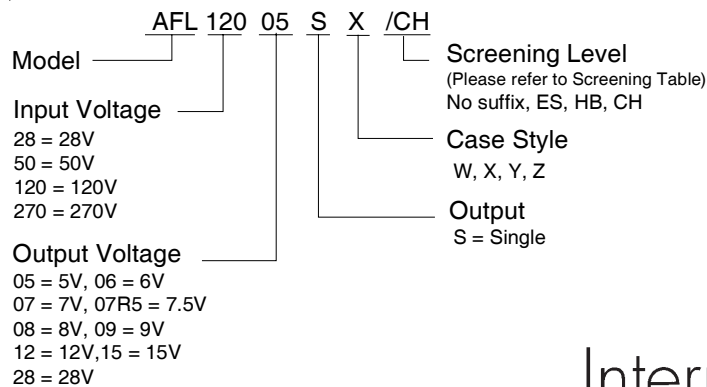 AFL 120 05 S X /CH
Model
Input Voltage
28 = 28V
50 = 50V
120 = 120V
270 = 270V
Output Voltage
05 = 5V, 06 = 6V
07 = 7V, 07R5 = 7.5V
08 = 8V, 09 = 9V
12 = 12V,15 = 15V
28 = 28V
Screening Level
(Please refer to Screening Table)
No suffix, ES, HB, CH
Case Style
W, X, Y, Z
Output
S = Single